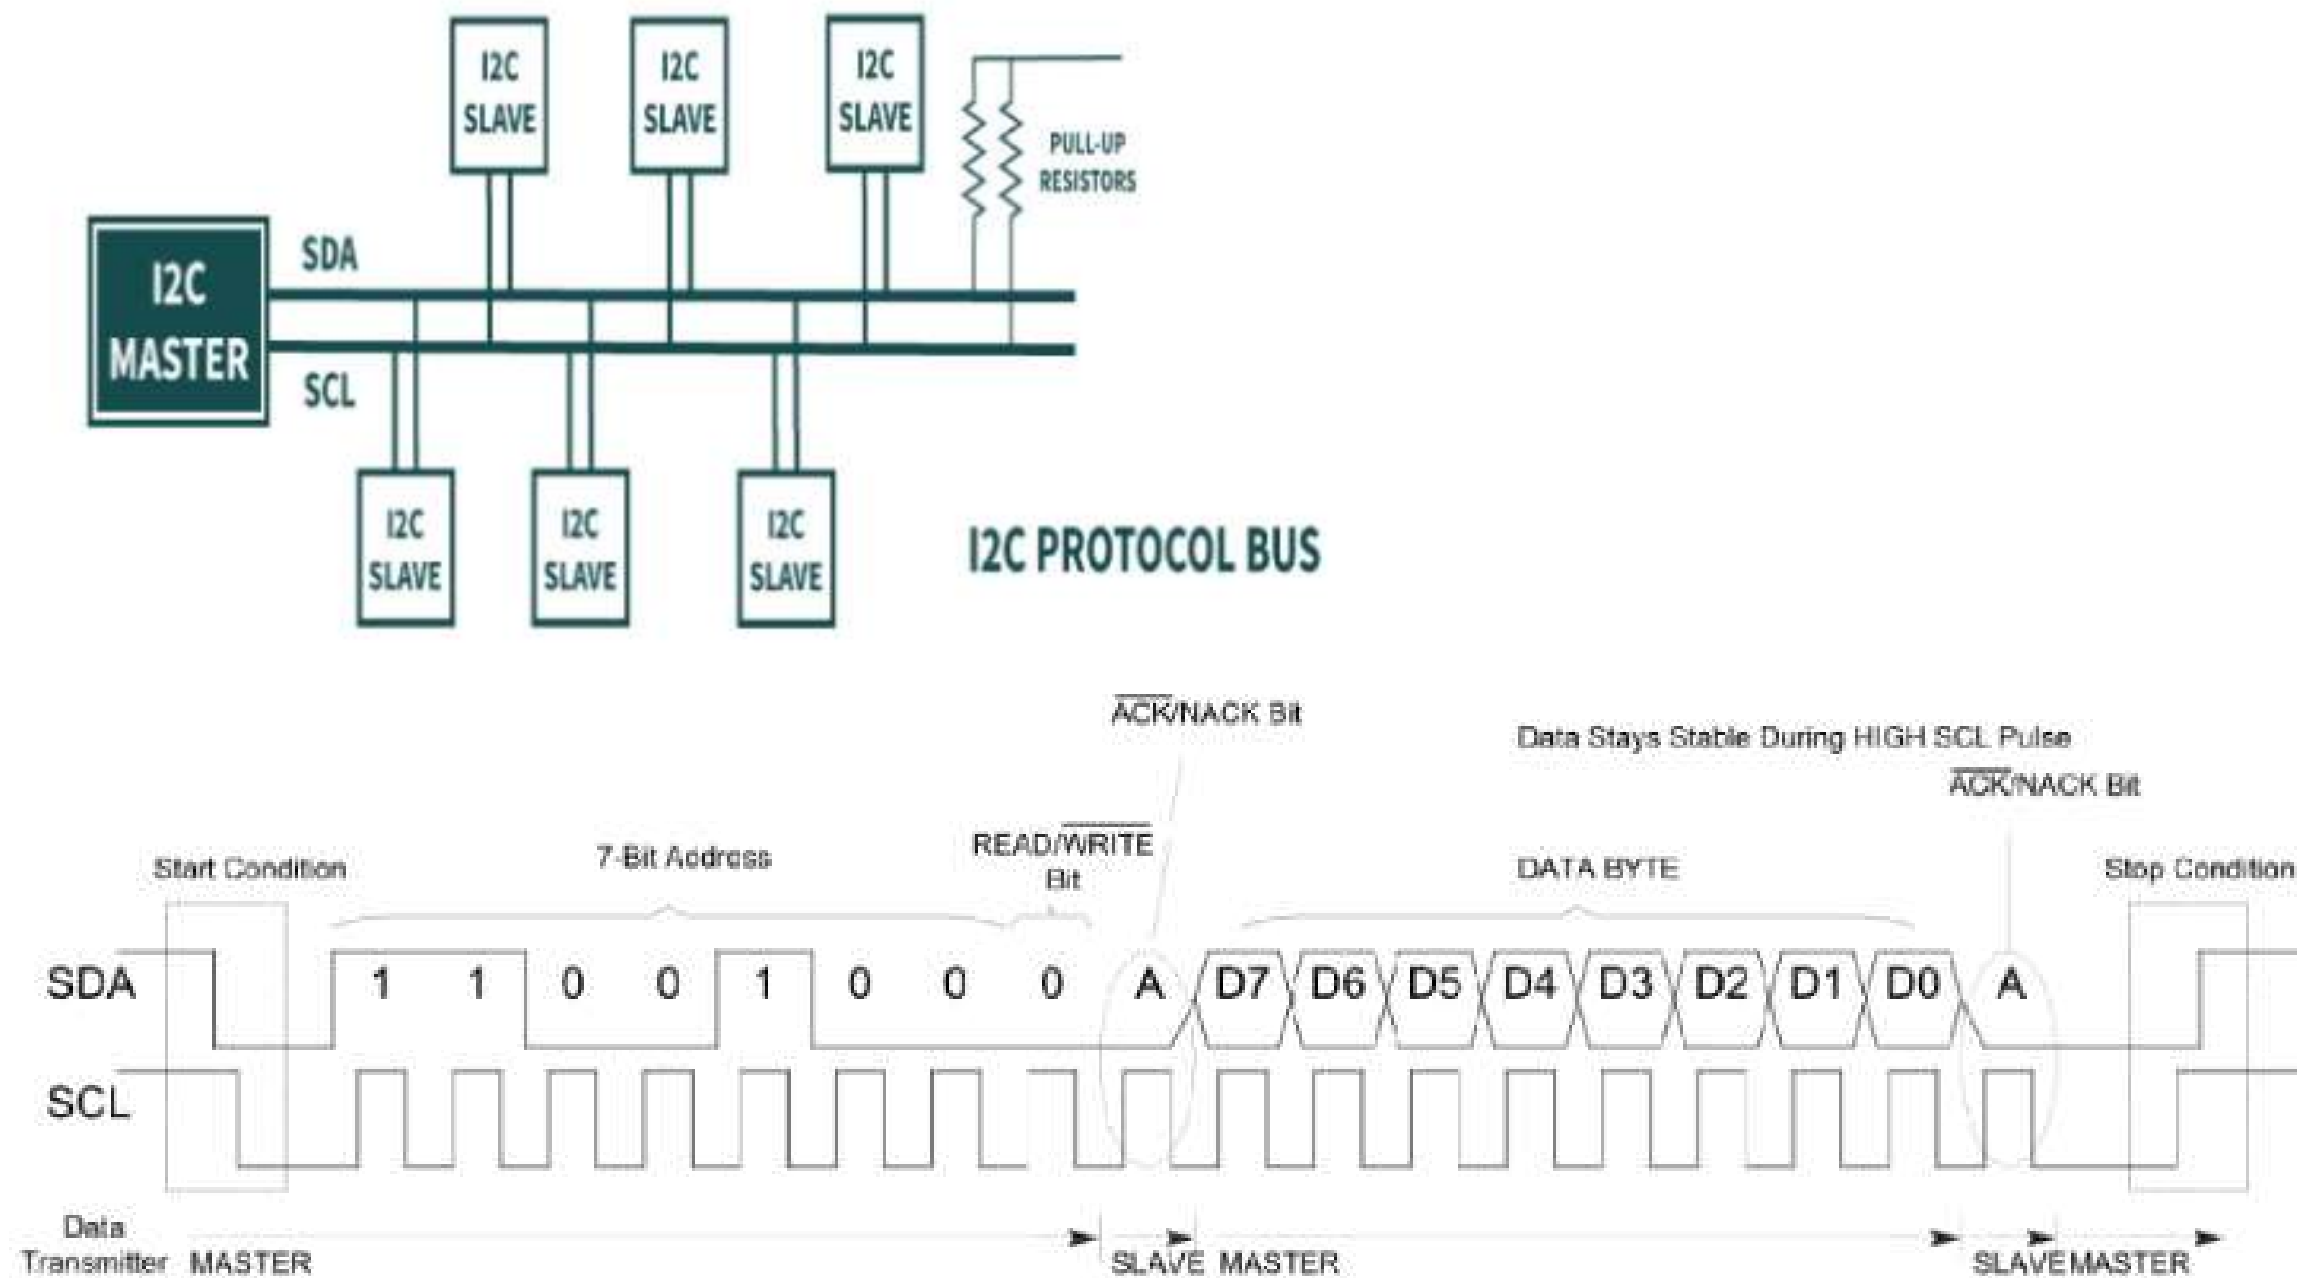 I2C
SLAVE
I2C
SLAVE
I2C
SLAVE
PULL-UP
RESISTORS
SDA
I2C
MASTER
SCL
I2C
SLAVE
I2C
SLAVE
I2C
SLAVE
I2C PROTOCOL BUS
ACK/NACK Bit
Data Stays Stable During HIGH SCL Pulse
ACK/NACK Bit
Start Condition
7-Bit Address
READ/WRITE
Bit
DATA BYTE
Stop Condition
SDA 1 1 0 0 1 0 0 0 A D7 D6 D5 D4 D3 D2 D1 D0 A
SCL
Data
Transmitter MASTER SLAVE MASTER SLAVE MASTER